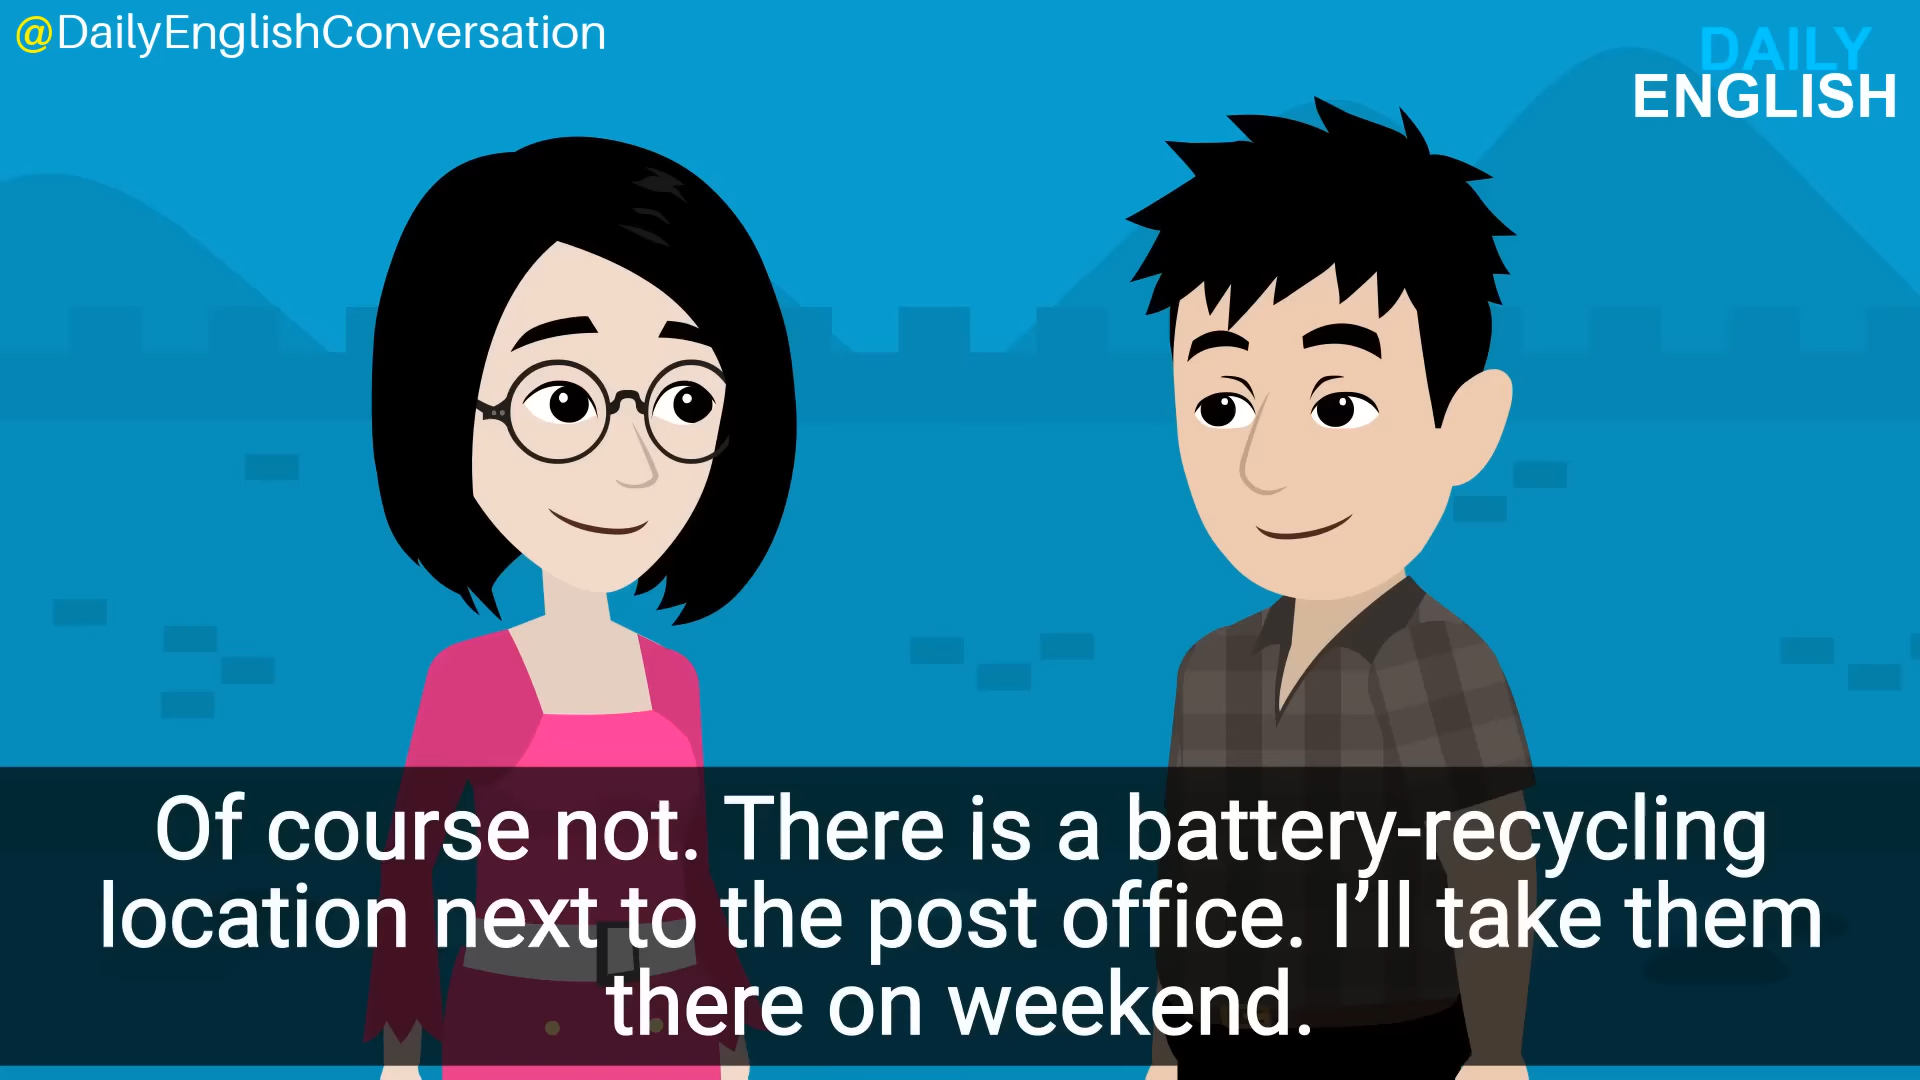 @DailyEnglishConversation
DAILY
ENGLISH
Of course not. There is a battery-recycling
location next to the post office. I’ll take them
there on weekend.